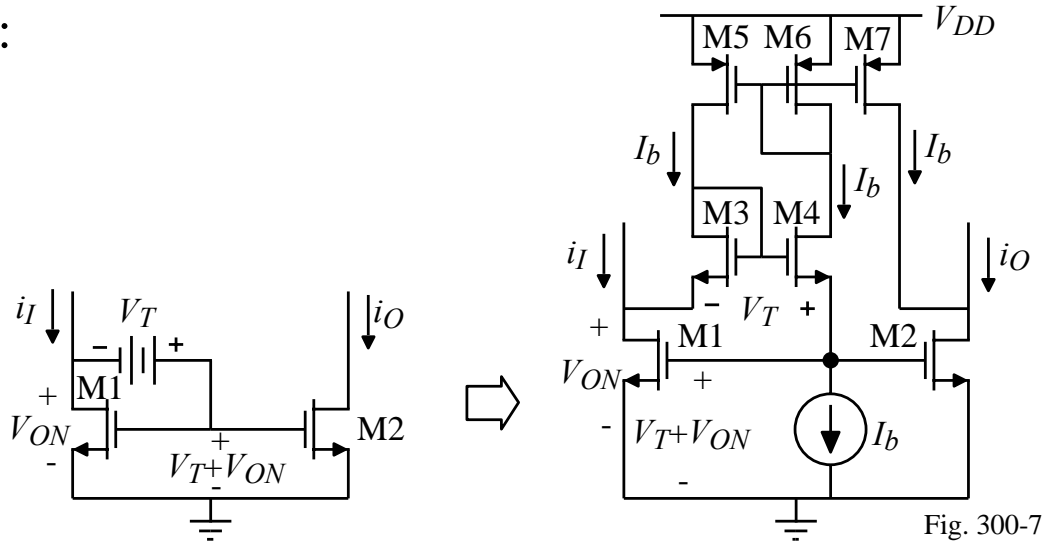 :
V_T
i_I
i_O
- +
M1
+
V_ON
-
+
V_T+V_ON
-
M2
V_DD
M5 M6 M7
I_b
I_b
I_b
M3 M4
i_I
i_O
- V_T +
+
M1
M2
V_ON
+
-
V_T+V_ON
-
I_b
Fig. 300-7